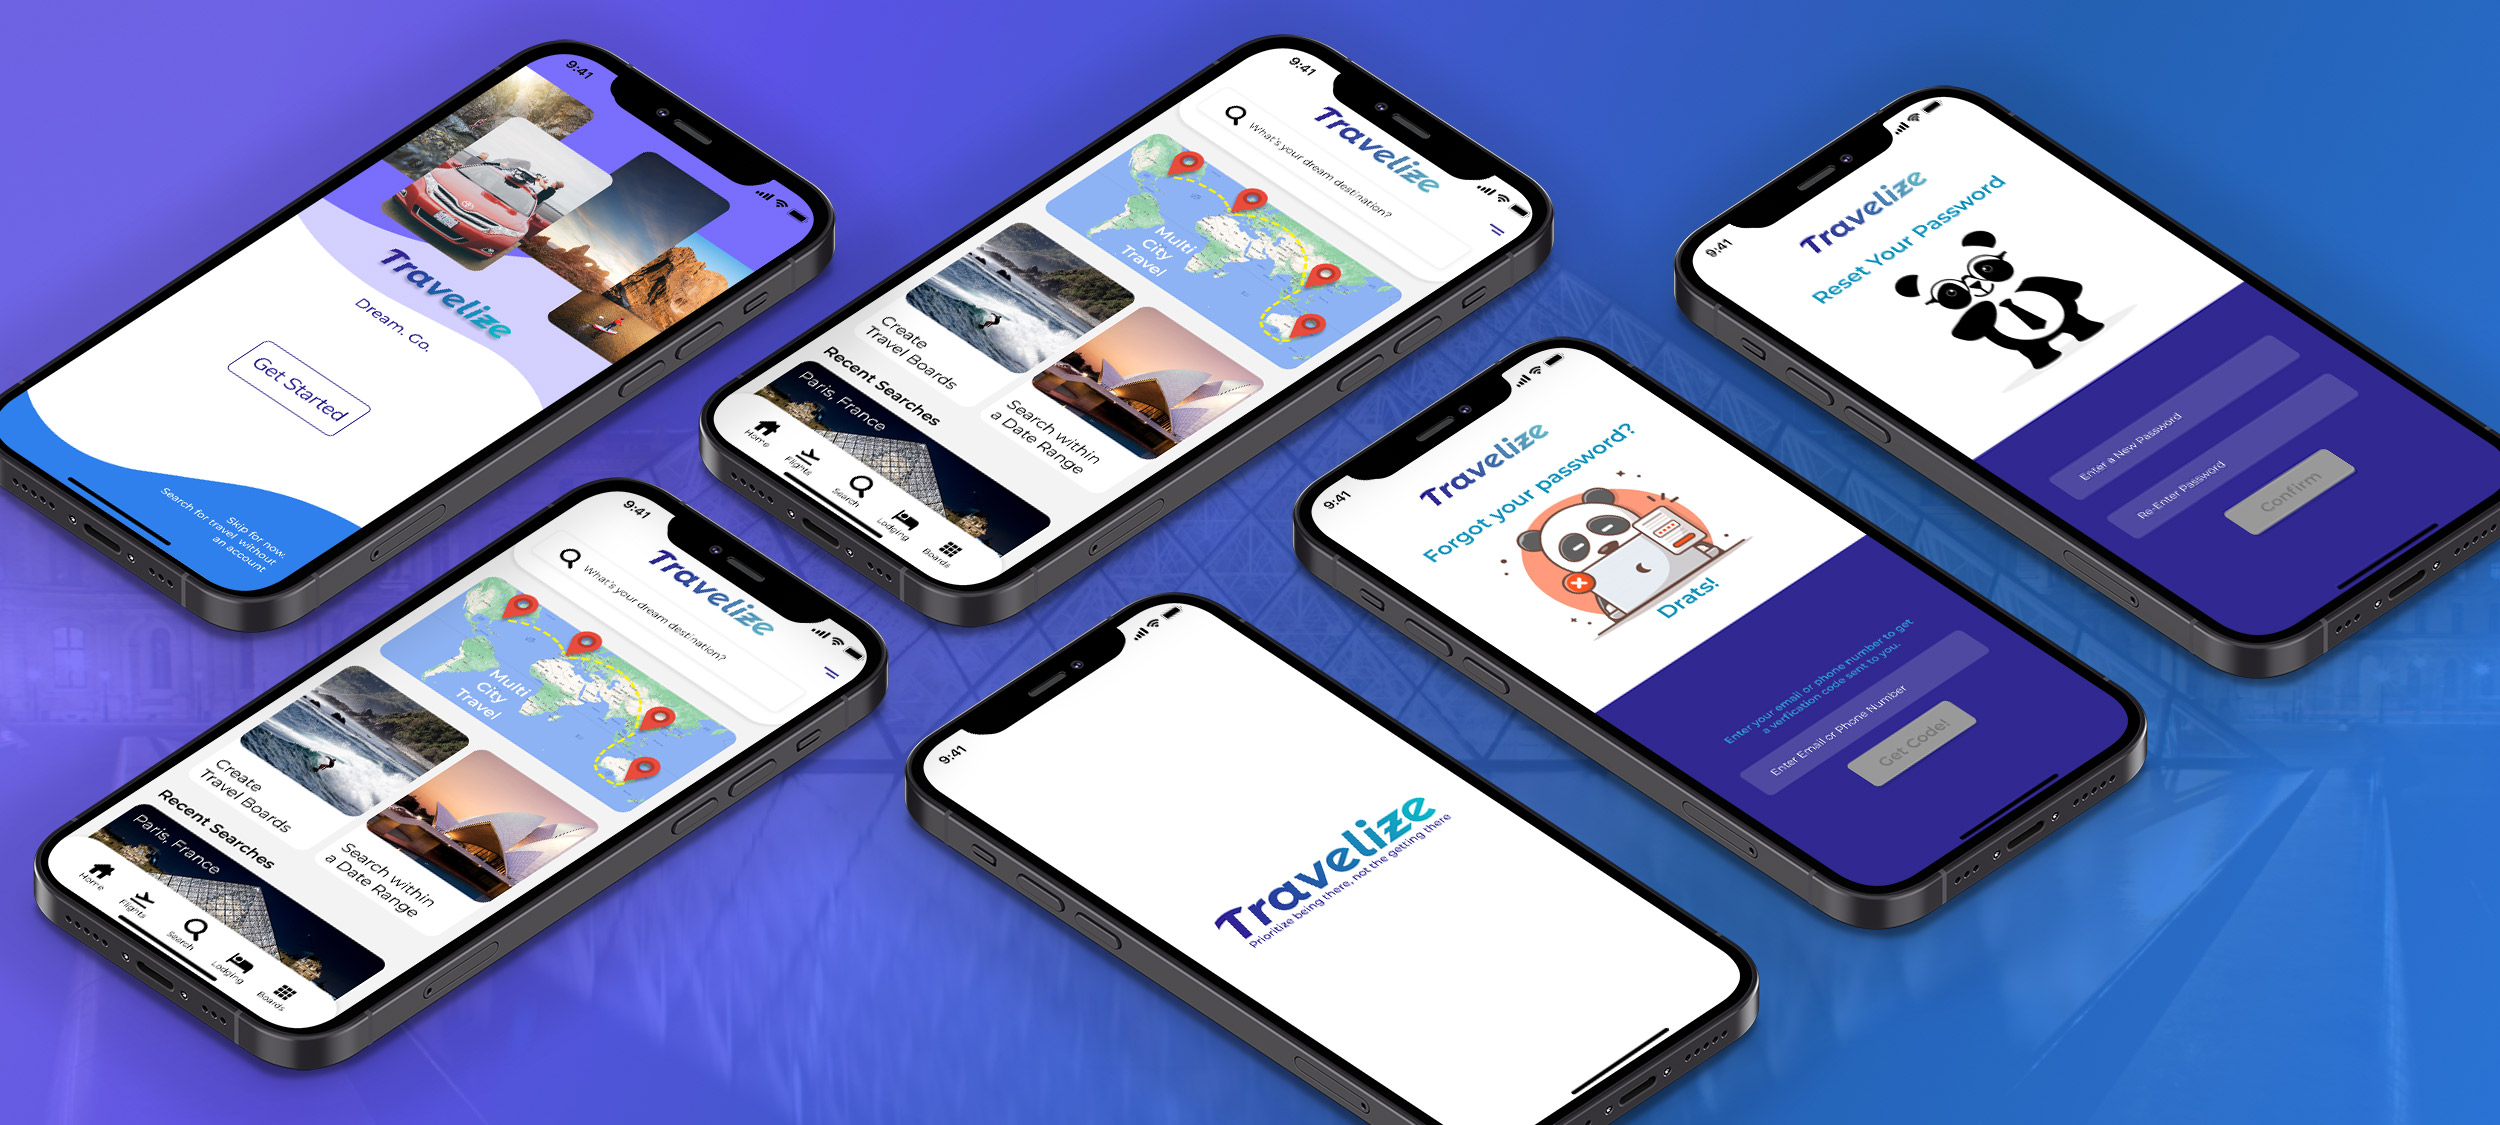 9:41
Travelize
Dream. Go.
Get Started
Skip for now.
Search for travel without
an account
9:41
Travelize
What's your dream destination?
Multi
City
Travel
Create
Travel Boards
Search within
a Date Range
Recent Searches
Paris, France
Home
Flights
Search
Lodging
Boards
9:41
Travelize
Reset Your Password
Enter a New Password
Re-Enter Password
Confirm
9:41
Travelize
Forgot your password?
Drats!
Enter your email or phone number to get
a verfication code sent to you.
Enter Email or Phone Number
Get Code!
9:41
Travelize
What's your dream destination?
Multi
City
Travel
Create
Travel Boards
Search within
a Date Range
Recent Searches
Paris, France
Home
Flights
Search
Lodging
Boards
9:41
Travelize
Prioritize being there, not the getting there